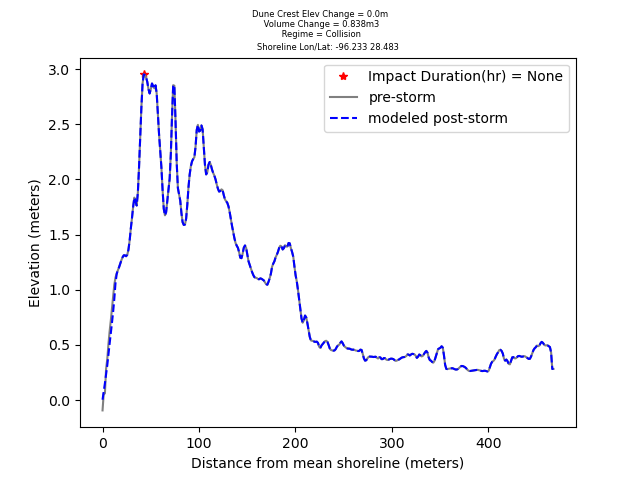 Dune Crest Elev Change = 0.0m
Volume Change = 0.838m3
Regime = Collision
Shoreline Lon/Lat: -96.233 28.483
Impact Duration(hr) = None
pre-storm
modeled post-storm
3.0
2.5
2.0
1.5
1.0
0.5
0.0
Elevation (meters)
0 100 200 300 400
Distance from mean shoreline (meters)